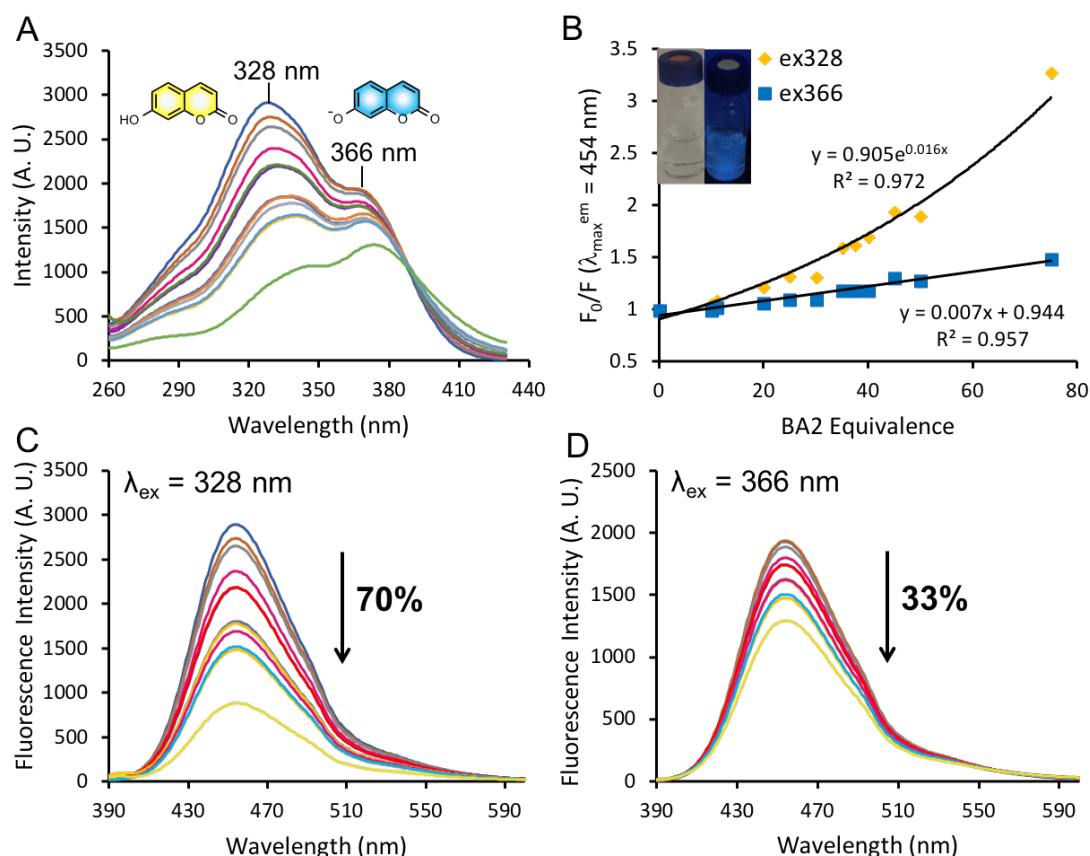 A
3500
3000
2500
2000
1500
1000
500
0
Intensity (A. U.)
328 nm
366 nm
HO
O
O
-O
O
O
260
290
320
350
380
410
440
Wavelength (nm)
B
3.5
3
2.5
2
1.5
1
0.5
F₀/F (λₘₐₓᵉᵐ = 454 nm)
ex328
ex366
y = 0.905e^0.016x
R² = 0.972
y = 0.007x + 0.944
R² = 0.957
0
20
40
60
80
BA2 Equivalence
C
3500
3000
2500
2000
1500
1000
500
0
Fluorescence Intensity (A. U.)
λₑₓ = 328 nm
70%
390
430
470
510
550
590
Wavelength (nm)
D
2500
2000
1500
1000
500
0
Fluorescence Intensity (A. U.)
λₑₓ = 366 nm
33%
390
430
470
510
550
590
Wavelength (nm)